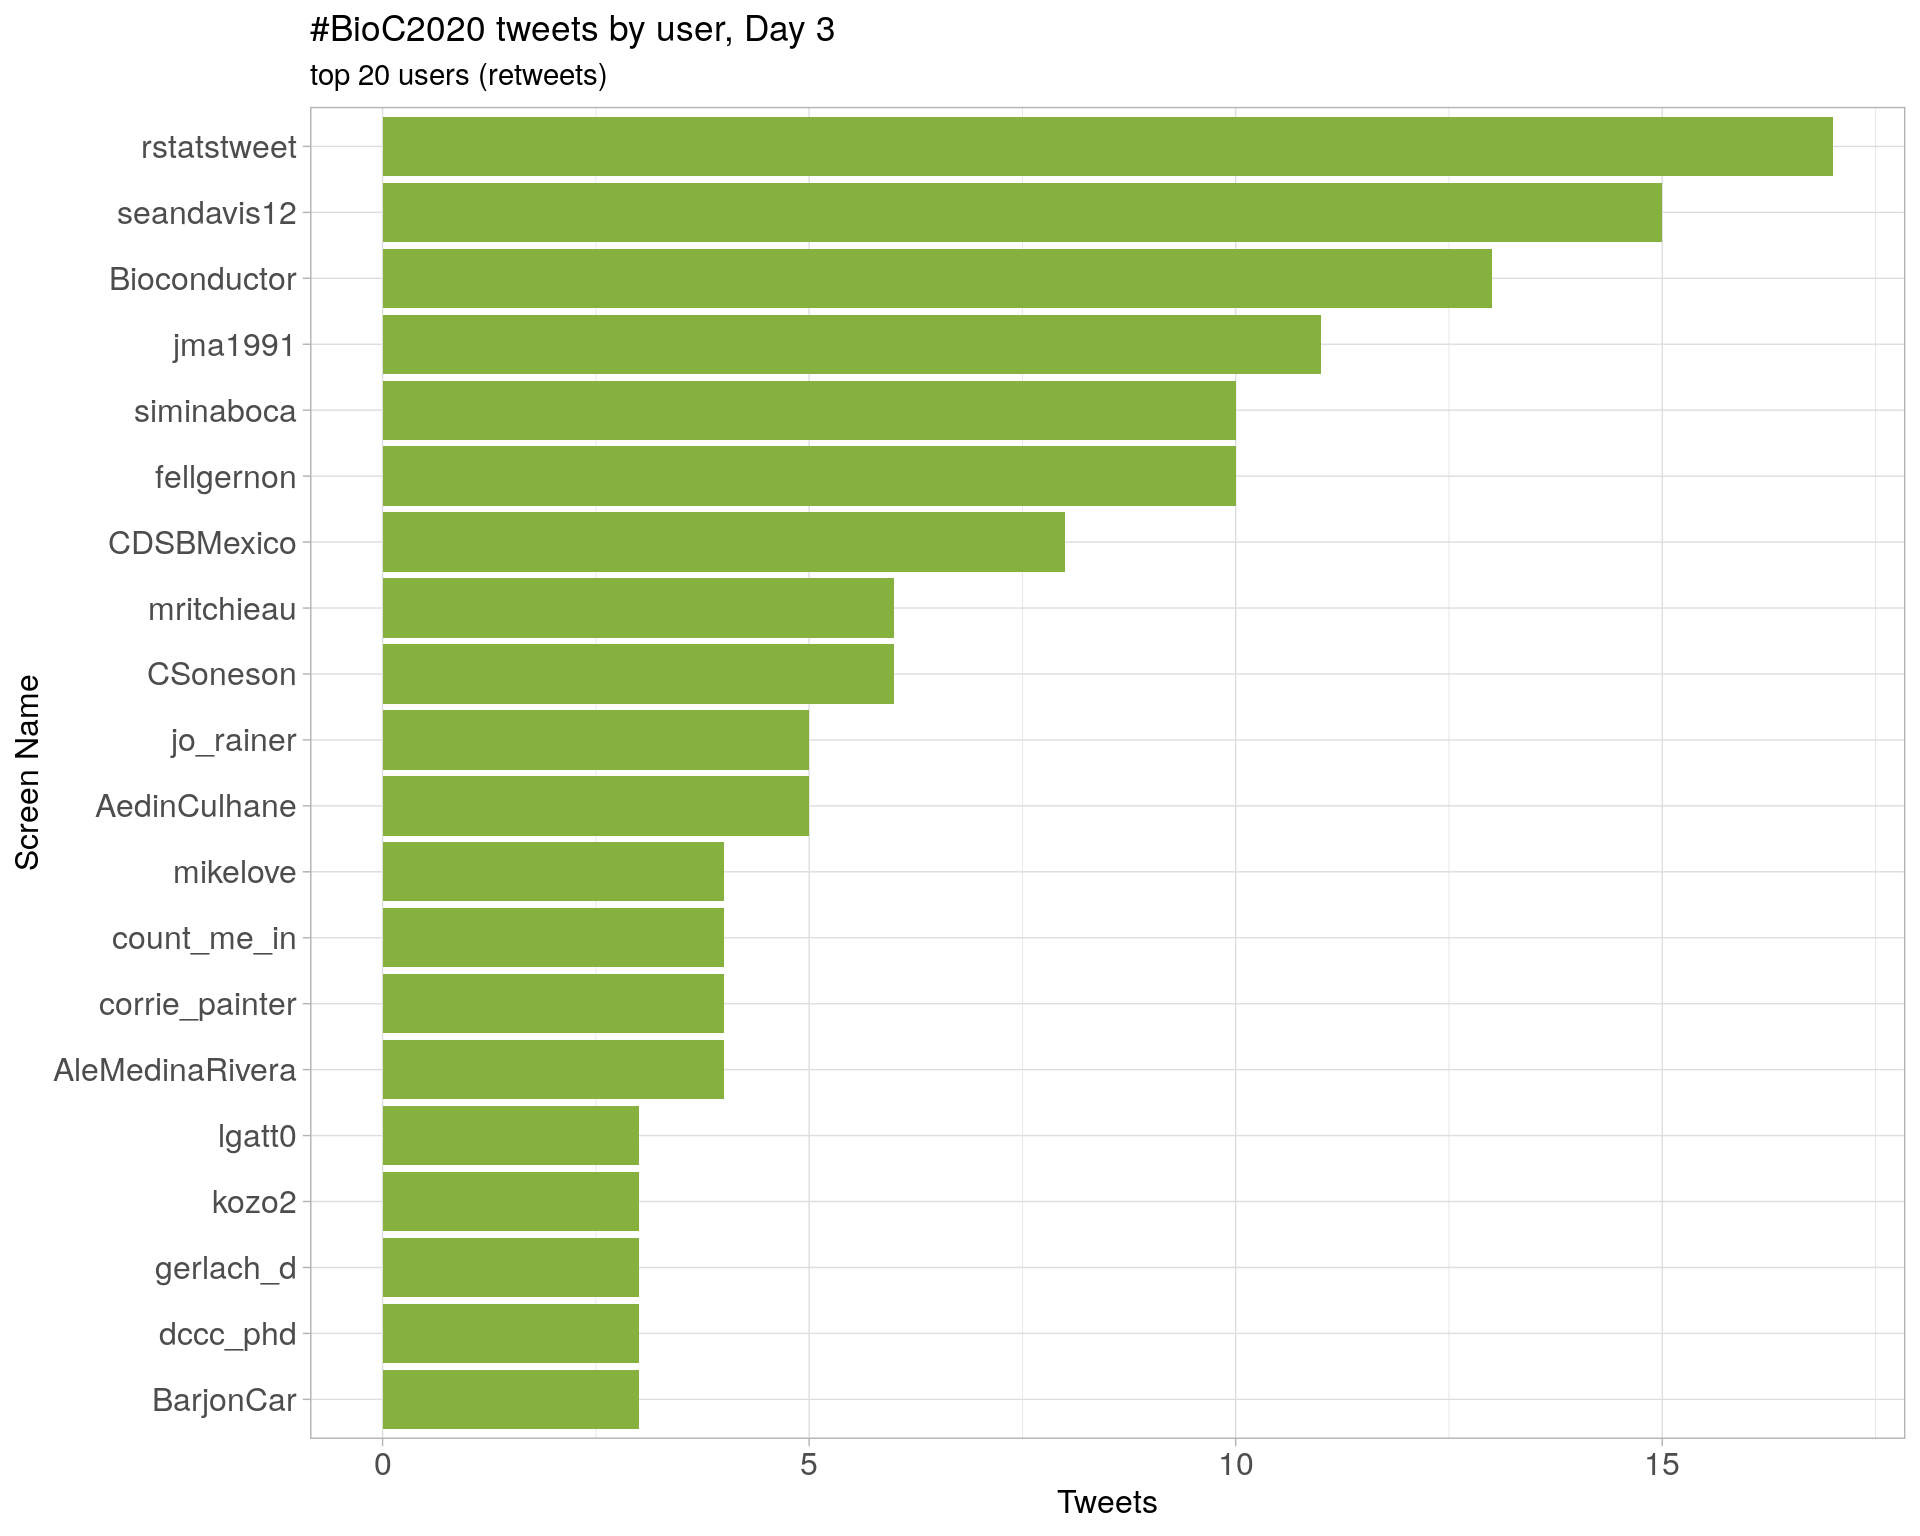 #BioC2020 tweets by user, Day 3
top 20 users (retweets)
Screen Name
rstatstweet
seandavis12
Bioconductor
jma1991
siminaboca
fellgernon
CDSBMexico
mritchieau
CSoneson
jo_rainer
AedinCulhane
mikelove
count_me_in
corrie_painter
AleMedinaRivera
lgatt0
kozo2
gerlach_d
dccc_phd
BarjonCar
0 5 10 15
Tweets